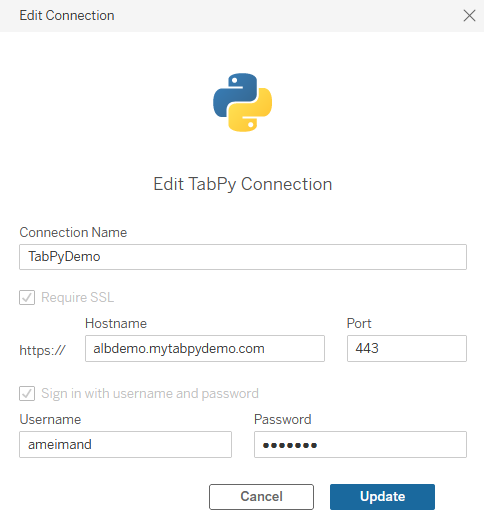 Edit Connection
Edit TabPy Connection
Connection Name
TabPyDemo
Require SSL
Hostname Port
https:// albdemo.mytabpydemo.com 443
Sign in with username and password
Username Password
ameimand •••••••
Cancel Update